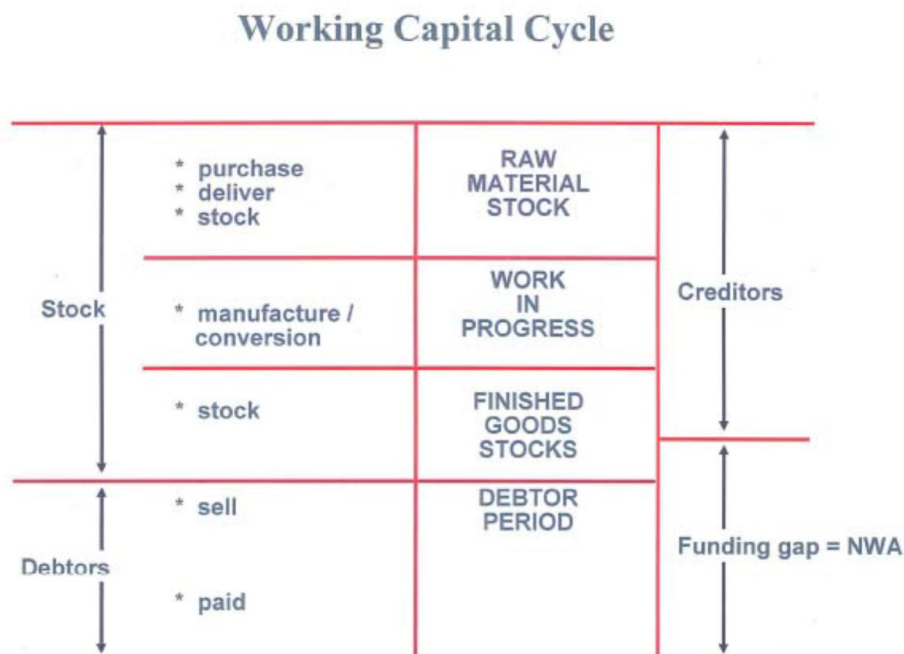 Working Capital Cycle
* purchase
* deliver
* stock
RAW
MATERIAL
STOCK
Stock
* manufacture /
conversion
WORK
IN
PROGRESS
Creditors
* stock
FINISHED
GOODS
STOCKS
* sell
DEBTOR
PERIOD
Debtors
* paid
Funding gap = NWA